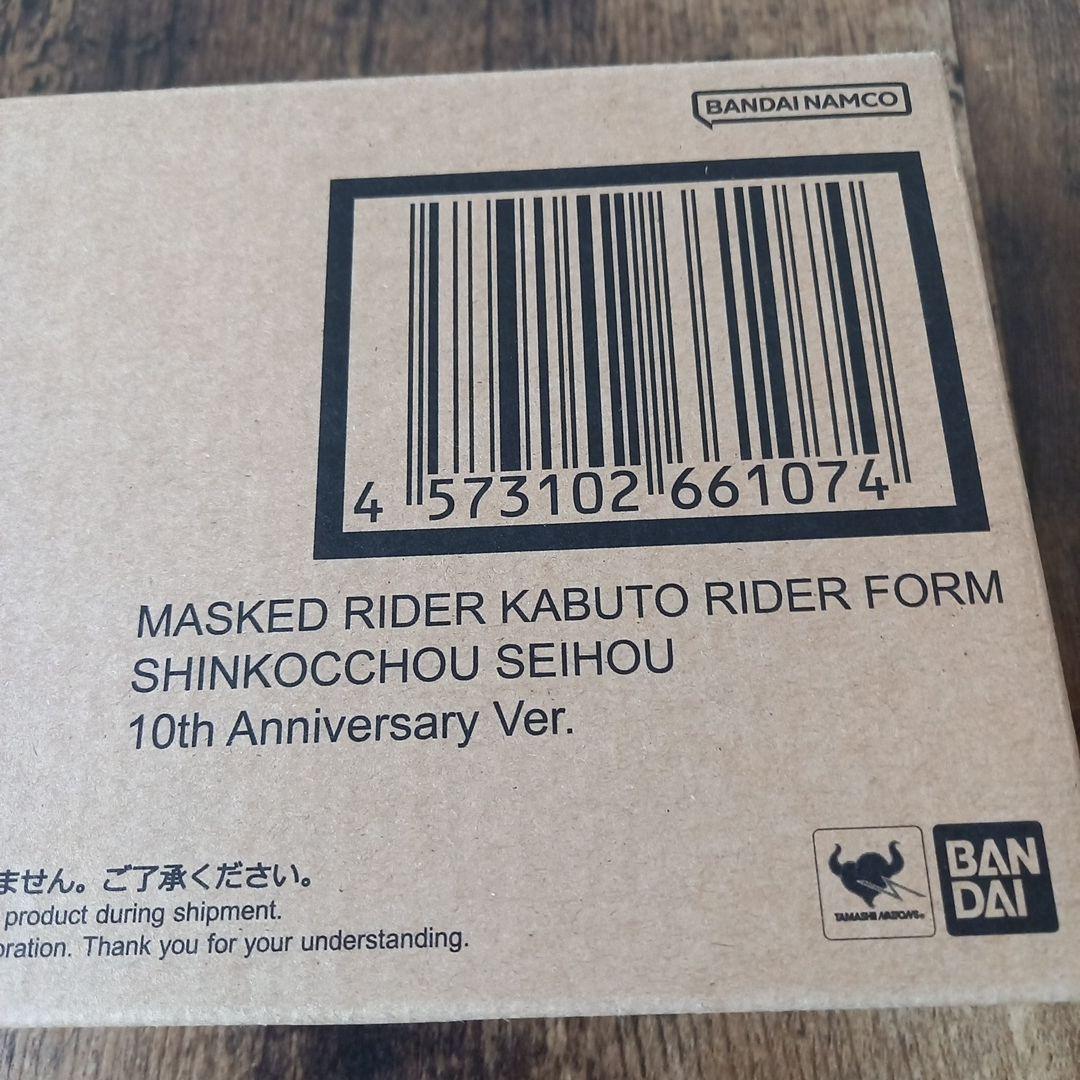 BANDAI NAMCO
4 573102 661074
MASKED RIDER KABUTO RIDER FORM
SHINKOCCHOU SEIHOU
10th Anniversary Ver.
ません。ご了承ください。
product during shipment.
oration. Thank you for your understanding.
TAMASHII NATIONS
BAN
DAI